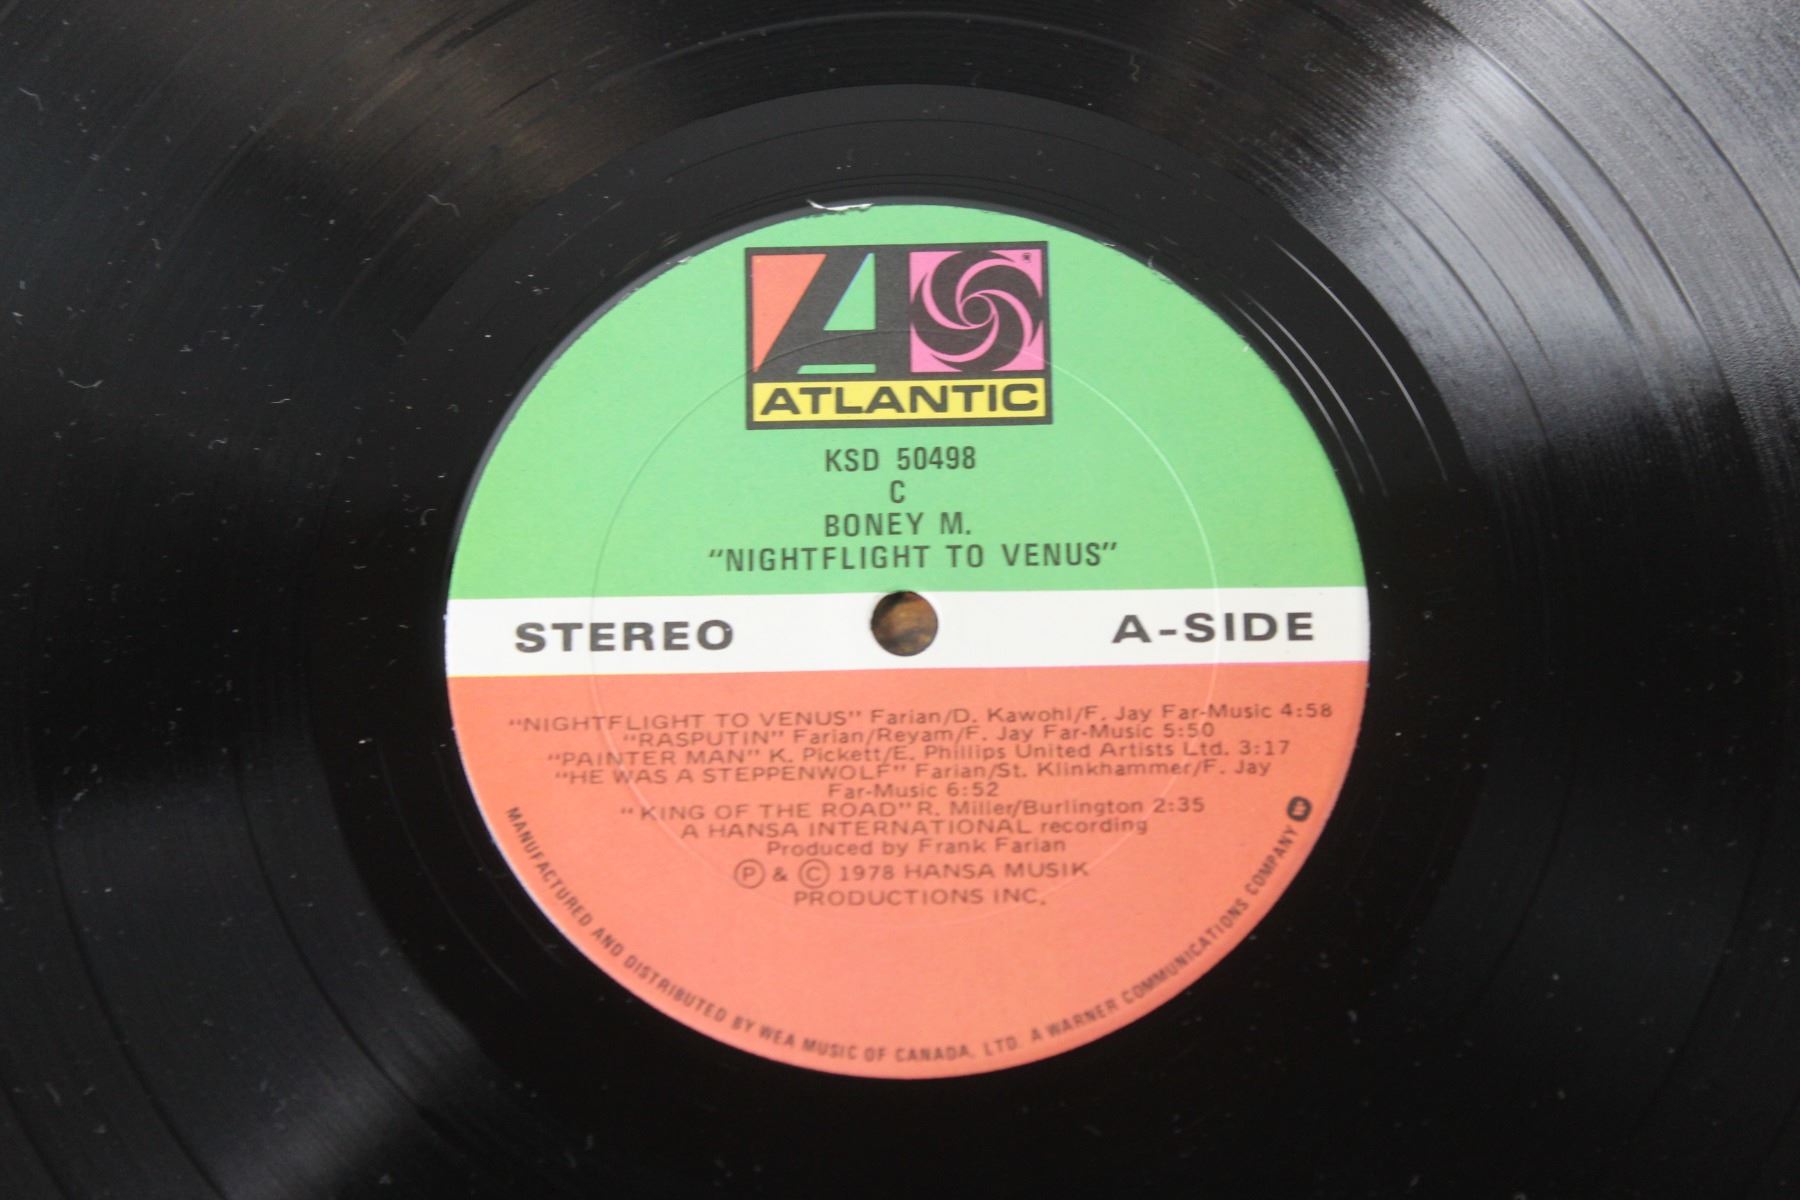 ATLANTIC
KSD 50498
C
BONEY M.
"NIGHTFLIGHT TO VENUS"
STEREO A-SIDE
"NIGHTFLIGHT TO VENUS" Farian/D. Kawohl/F. Jay Far-Music 4:58
"RASPUTIN" Farian/Reyam/F. Jay Far-Music 5:50
"PAINTER MAN" K. Pickett/E. Phillips United Artists Ltd. 3:17
"HE WAS A STEPPENWOLF" Farian/St. Klinkhammer/F. Jay
Far-Music 6:52
"KING OF THE ROAD" R. Miller/Burlington 2:35
A HANSA INTERNATIONAL recording
Produced by Frank Farian
Ⓟ & Ⓒ 1978 HANSA MUSIK
PRODUCTIONS INC.
MANUFACTURED AND DISTRIBUTED BY WEA MUSIC OF CANADA, LTD. A WARNER COMMUNICATIONS COMPANY